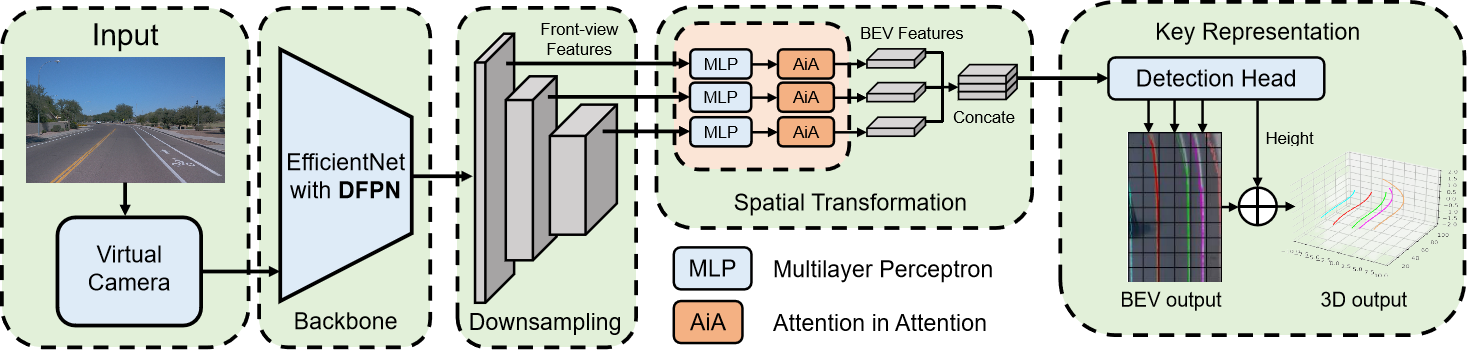 Input
Virtual
Camera
EfficientNet
with DFPN
Backbone
Front-view
Features
Downsampling
MLP
AiA
MLP
AiA
MLP
AiA
BEV Features
Concate
Spatial Transformation
MLP
Multilayer Perceptron
AiA
Attention in Attention
Key Representation
Detection Head
Height
BEV output
3D output